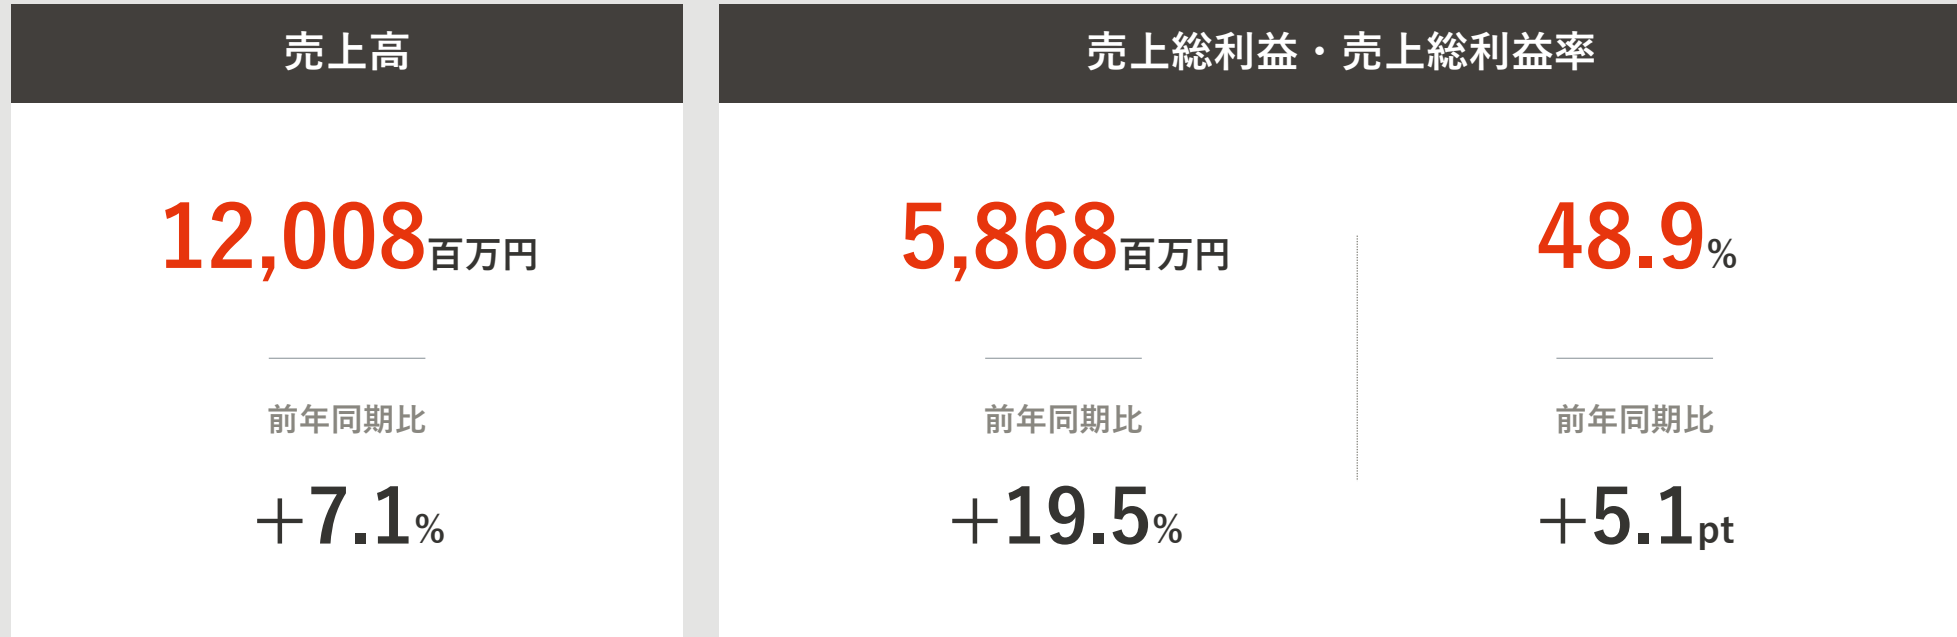 売上高
12,008百万円
前年同期比
+7.1%
売上総利益・売上総利益率
5,868百万円
前年同期比
+19.5%
48.9%
前年同期比
+5.1pt